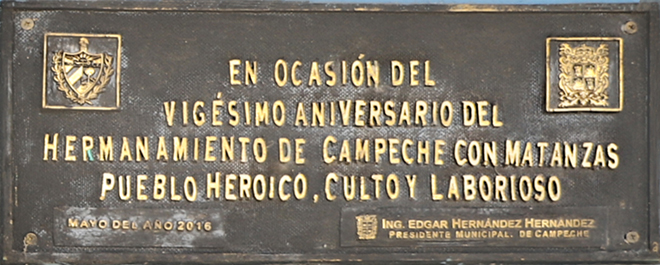 EN OCASIÓN DEL
VIGÉSIMO ANIVERSARIO DEL
HERMANAMIENTO DE CAMPECHE CON MATANZAS
PUEBLO HEROICO, CULTO Y LABORIOSO
MAYO DEL AÑO 2016
ING. EDGAR HERNÁNDEZ HERNÁNDEZ
PRESIDENTE MUNICIPAL DE CAMPECHE